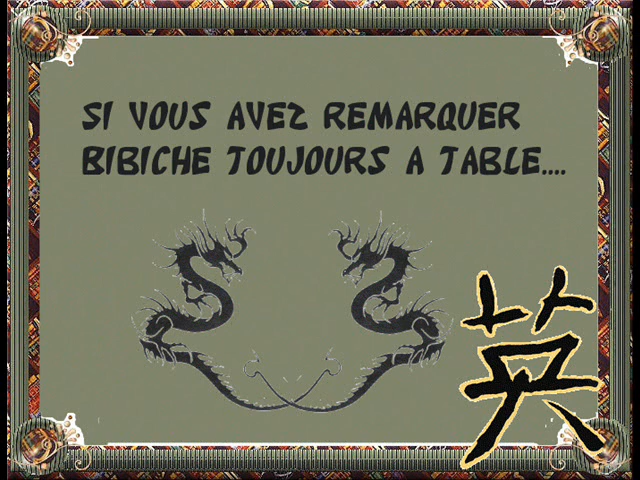 SI VOUS AVEZ REMARQUER
BIBICHE TOUJOURS A TABLE....
英